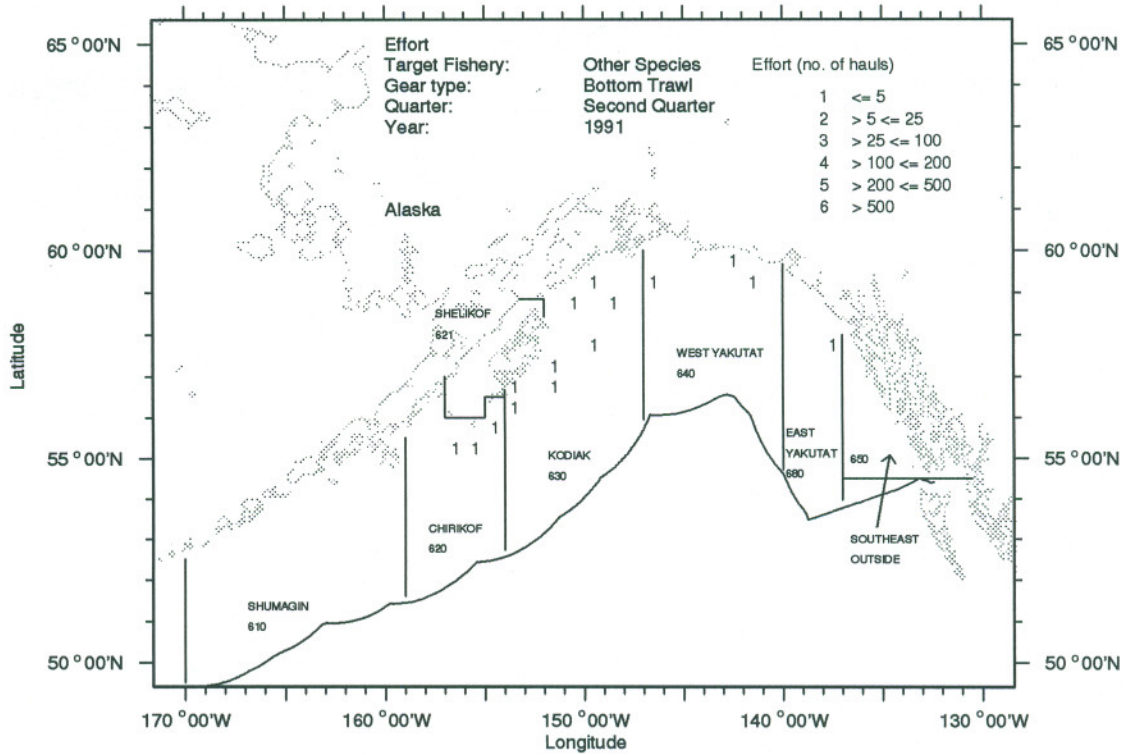 65°00'N 65°00'N
Effort
Target Fishery: Other Species Effort (no. of hauls)
Gear type: Bottom Trawl
Quarter: Second Quarter
Year: 1991
1 <= 5
2 > 5 <= 25
3 > 25 <= 100
4 > 100 <= 200
5 > 200 <= 500
6 > 500
Alaska
60°00'N 60°00'N
1
1 1 1
1 1
SHELIKOF
621
1 1
1
WEST YAKUTAT
640
1
1 1
1
1
1 1
EAST
YAKUTAT
680
650
KODIAK
630
55°00'N 55°00'N
CHIRIKOF
620
SOUTHEAST
OUTSIDE
SHUMAGIN
610
50°00'N 50°00'N
170°00'W 160°00'W 150°00'W 140°00'W 130°00'W
Longitude
Latitude